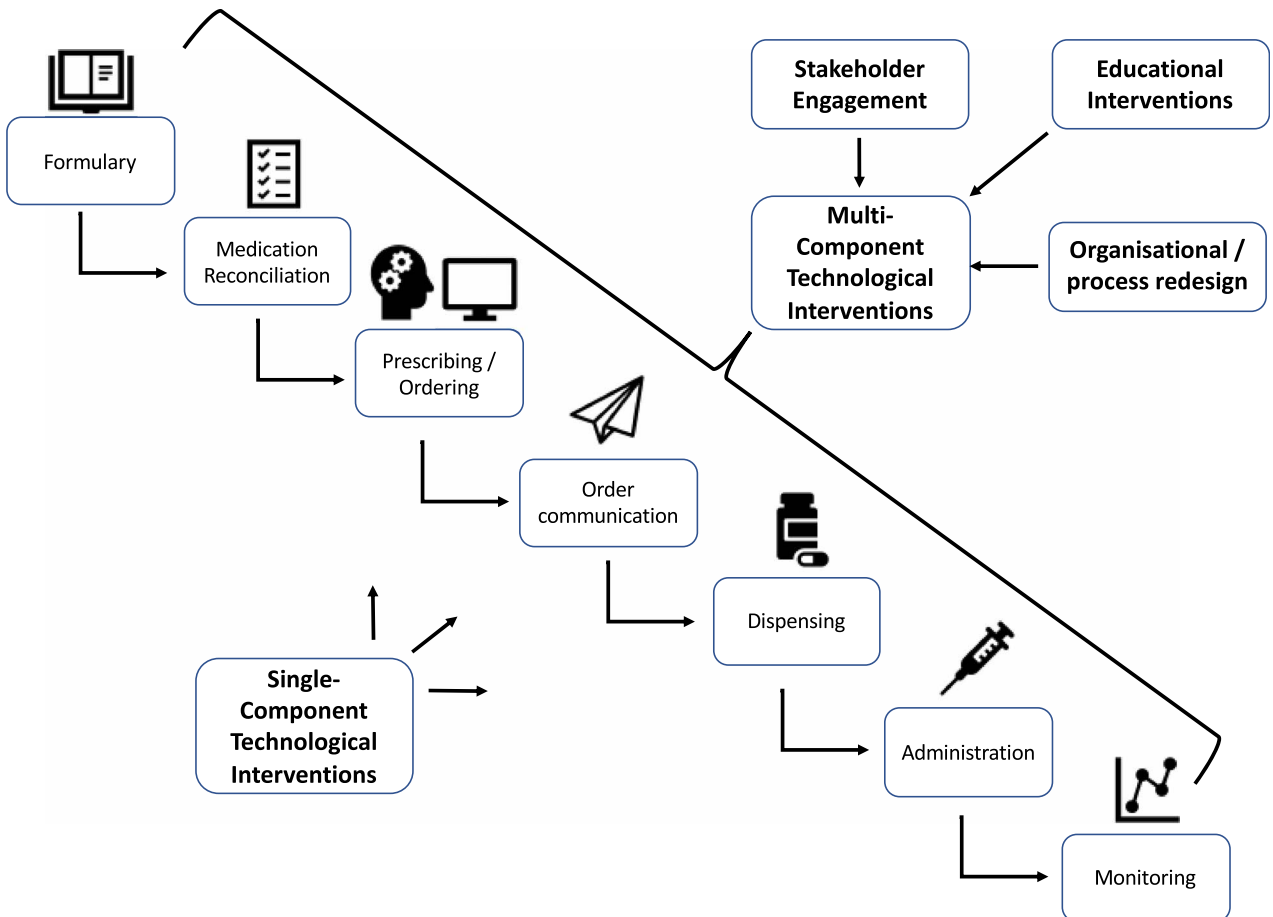 Formulary
Medication
Reconciliation
Prescribing /
Ordering
Order
communication
Dispensing
Administration
Monitoring
Stakeholder
Engagement
Educational
Interventions
Multi-
Component
Technological
Interventions
Organisational /
process redesign
Single-
Component
Technological
Interventions